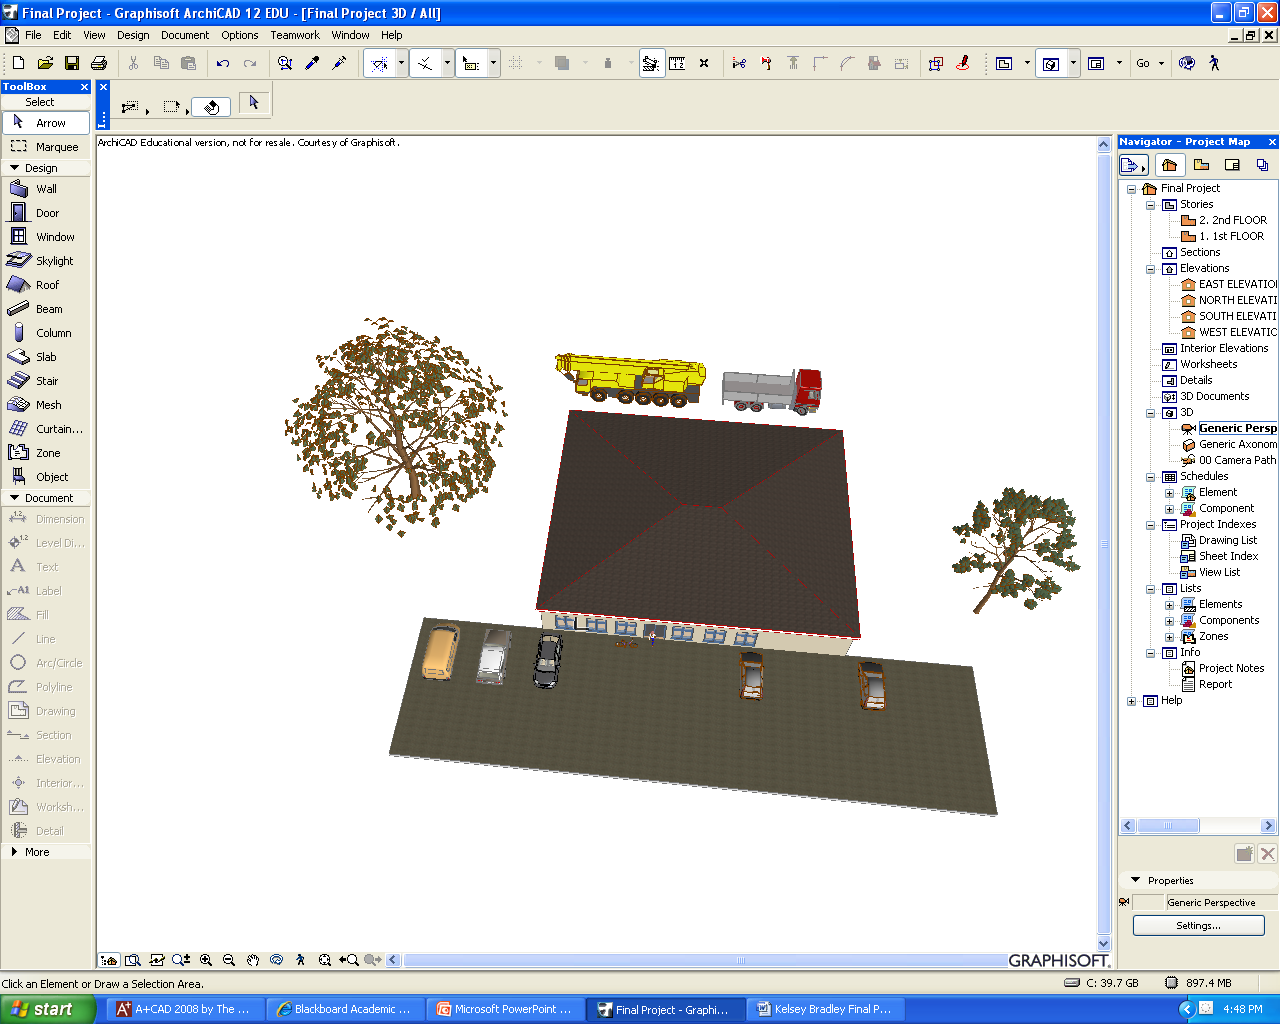 Final Project - Graphisoft ArchiCAD 12 EDU - [Final Project 3D / All]
File Edit View Design Document Options Teamwork Window Help
Go
ToolBox
Select
Arrow
Marquee
Design
Wall
Door
Window
Skylight
Roof
Beam
Column
Slab
Stair
Mesh
Curtain...
Zone
Object
Document
Dimension
Level Di...
Text
Label
Fill
Line
Arc/Circle
Polyline
Drawing
Section
Elevation
Interior...
Worksh...
Detail
More
ArchiCAD Educational version, not for resale. Courtesy of Graphisoft.
GRAPHISOFT.
Navigator - Project Map
Final Project
Stories
2. 2nd FLOOR
1. 1st FLOOR
Sections
Elevations
EAST ELEVATIO
NORTH ELEVATI
SOUTH ELEVATI
WEST ELEVATIO
Interior Elevations
Worksheets
Details
3D Documents
3D
Generic Persp
Generic Axonom
00 Camera Path
Schedules
Element
Component
Project Indexes
Drawing List
Sheet Index
View List
Lists
Elements
Components
Zones
Info
Project Notes
Report
Help
Properties
Generic Perspective
Settings...
Click an Element or Draw a Selection Area.
C: 39.7 GB
897.4 MB
start
A+CAD 2008 by The ...
Blackboard Academic ...
Microsoft PowerPoint ...
Final Project - Graphi...
Kelsey Bradley Final P...
4:48 PM